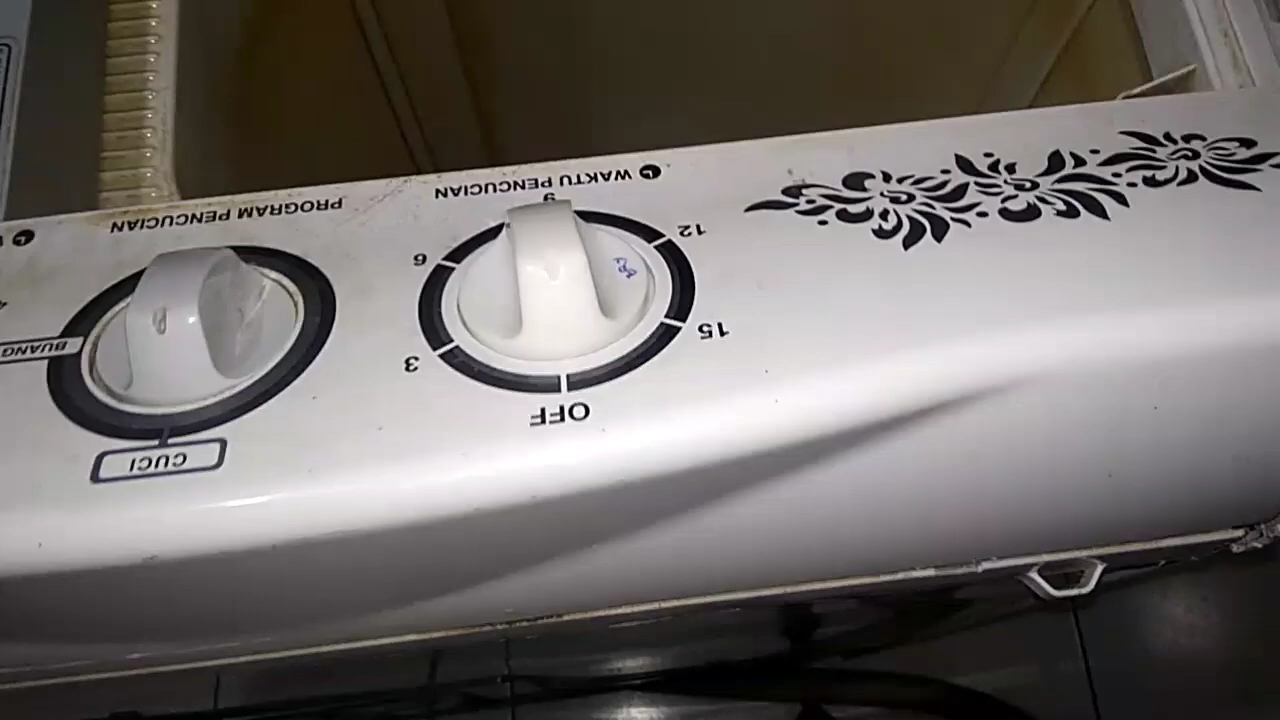 WAKTU PENCUCIAN
OFF
15
12
9
6
3
PROGRAM PENCUCIAN
CUCI
BUANG